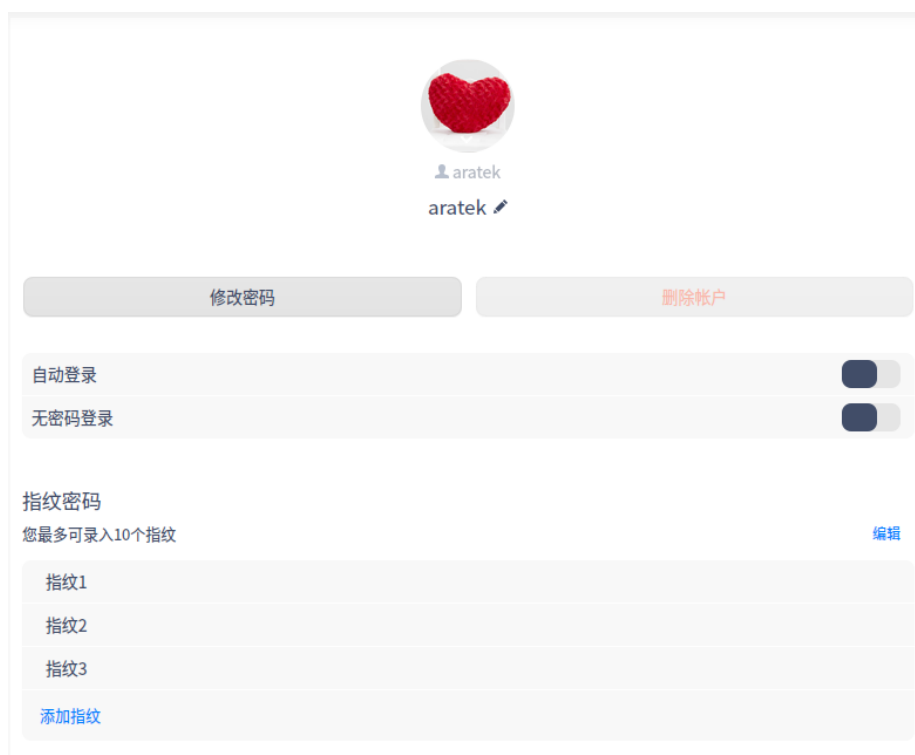 aratek
aratek
修改密码
删除帐户
自动登录
无密码登录
指纹密码
您最多可录入10个指纹
编辑
指纹1
指纹2
指纹3
添加指纹